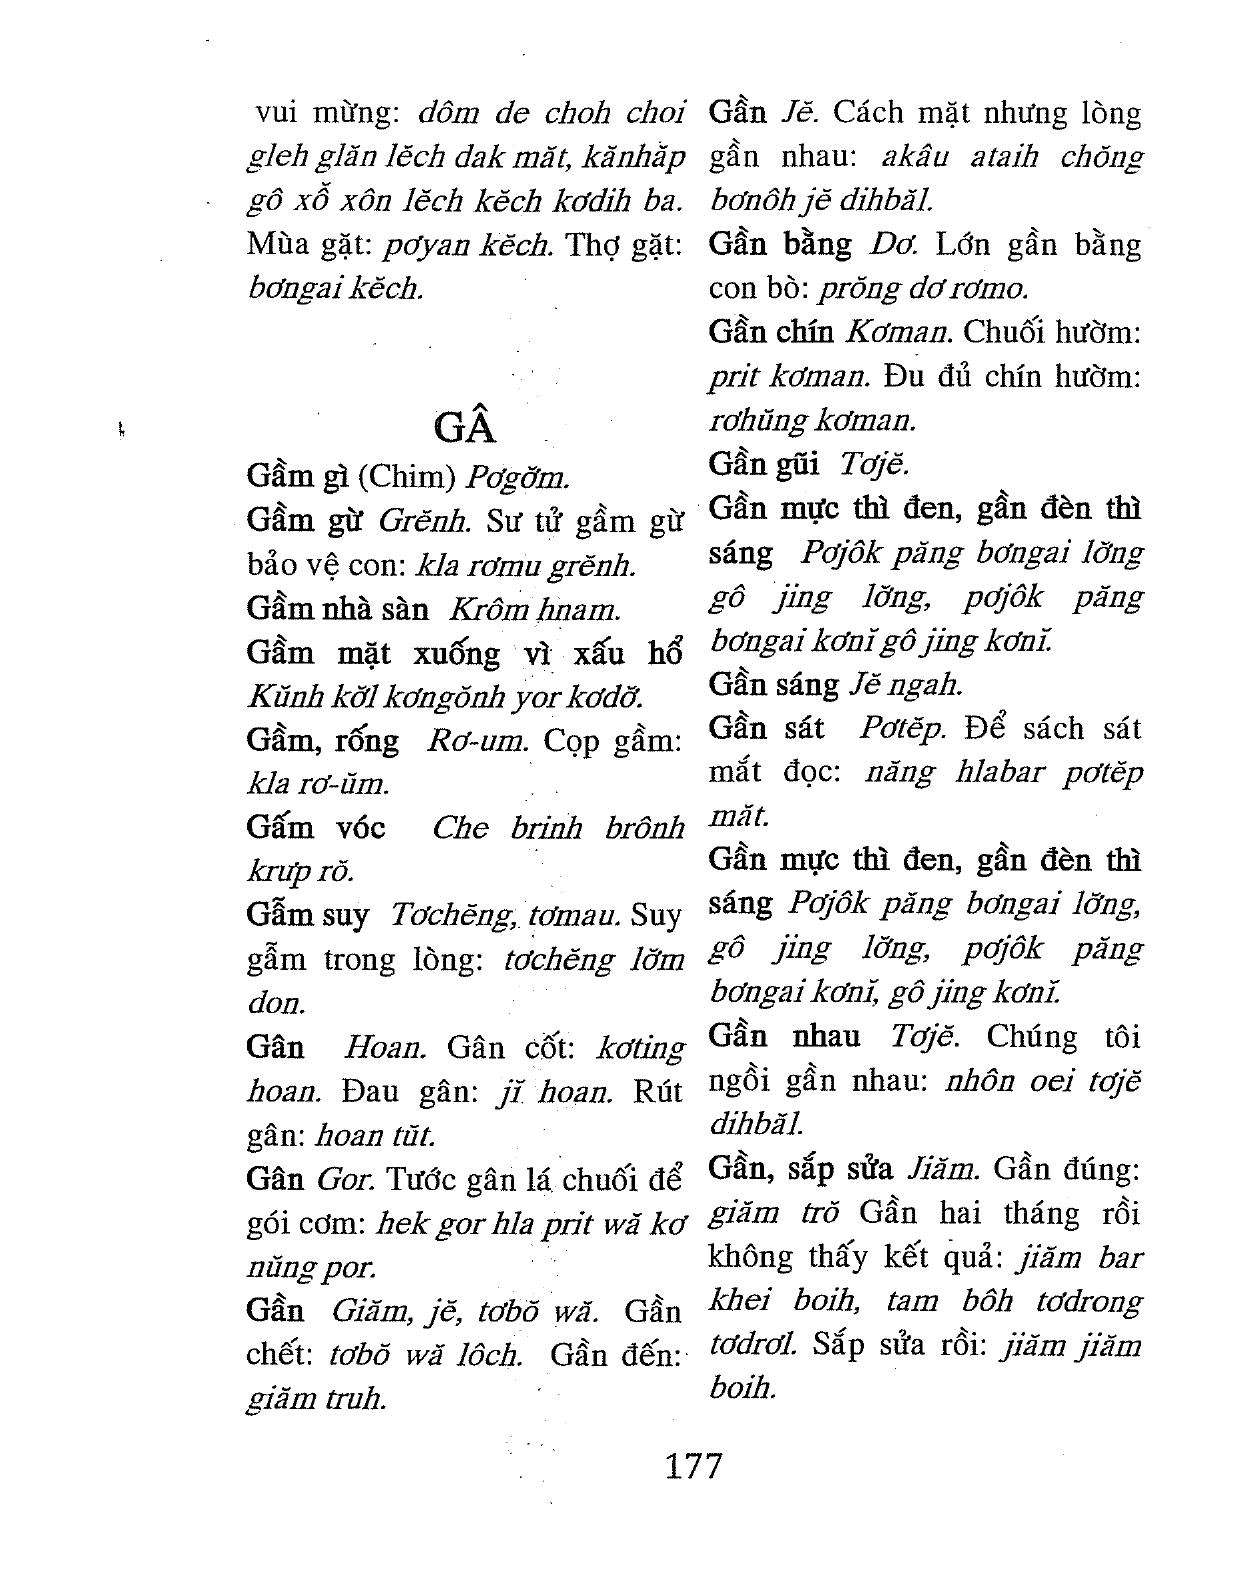 vui mừng: dôm de choh choi
gleh glăn lĕch dak măt, kănhăp
gô xỗ xôn lĕch kĕch kơdih ba.
Mùa gặt: pơyan kĕch. Thợ gặt:
bơngai kĕch.
GÂ
Gầm gì (Chim) Pơgỡm.
Gầm gừ Grĕnh. Sư tử gầm gừ
bảo vệ con: kla rơmu grĕnh.
Gầm nhà sàn Krôm hnam.
Gầm mặt xuống vì xấu hổ
Kŭnh kỡl kơngŏnh yor kơdỡ.
Gầm, rống Rơ-um. Cọp gầm:
kla rơ-ŭm.
Gấm vóc Che brinh brônh
krưp rŏ.
Gẫm suy Tơchĕng, tơmau. Suy
gẫm trong lòng: tơchĕng lỡm
don.
Gân Hoan. Gân cốt: kơting
hoan. Đau gân: jĭ hoan. Rút
gân: hoan tŭt.
Gân Gor. Tước gân lá chuối để
gói cơm: hek gor hla prit wă kơ
nŭng por.
Gần Giăm, jĕ, tơbŏ wă. Gần
chết: tơbŏ wă lôch. Gần đến:
giăm truh.
Gần Jĕ. Cách mặt nhưng lòng
gần nhau: akâu ataih chŏng
bơnôh jĕ dihbăl.
Gần bằng Dơ. Lớn gần bằng
con bò: prŏng dơ rơmo.
Gần chín Kơman. Chuối hườm:
prit kơman. Đu đủ chín hườm:
rơhŭng kơman.
Gần gũi Tơjĕ.
Gần mực thì đen, gần đèn thì
sáng Pơjôk păng bơngai lỡng
gô jing lỡng, pơjôk păng
bơngai kơnĭ gô jing kơnĭ.
Gần sáng Jĕ ngah.
Gần sát Pơtĕp. Để sách sát
mắt đọc: năng hlabar pơtĕp
măt.
Gần mực thì đen, gần đèn thì
sáng Pơjôk păng bơngai lỡng,
gô jing lỡng, pơjôk păng
bơngai kơnĭ, gô jing kơnĭ.
Gần nhau Tơjĕ. Chúng tôi
ngồi gần nhau: nhôn oei tơjĕ
dihbăl.
Gần, sắp sửa Jiăm. Gần đúng:
giăm trŏ Gần hai tháng rồi
không thấy kết quả: jiăm bar
khei boih, tam bôh tơdrong
tơdrơl. Sắp sửa rồi: jiăm jiăm
boih.
177